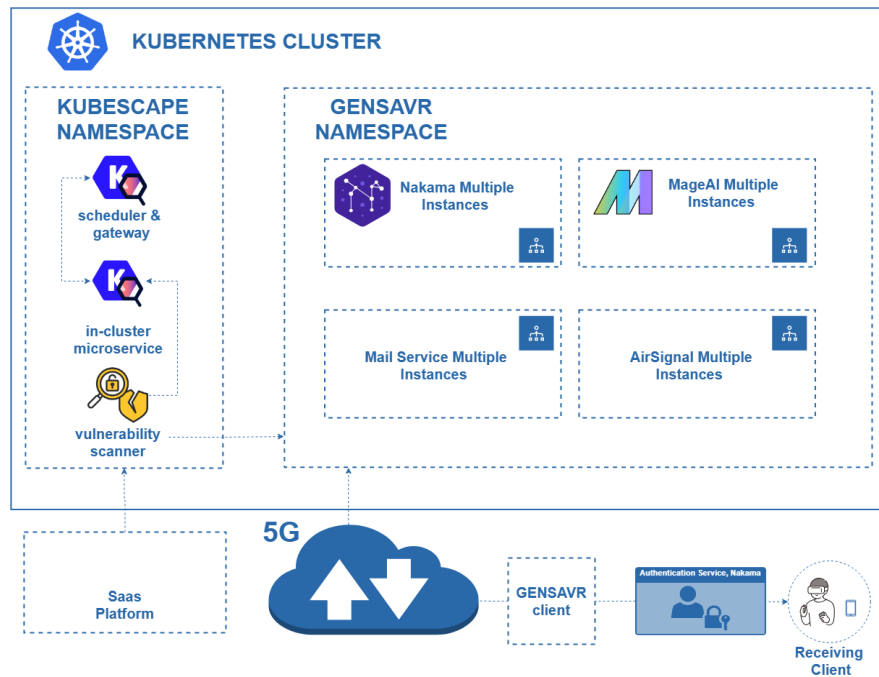 KUBERNETES CLUSTER
KUBESCAPE
NAMESPACE
scheduler &
gateway
in-cluster
microservice
vulnerability
scanner
GENSAVR
NAMESPACE
Nakama Multiple
Instances
MageAI Multiple
Instances
Mail Service Multiple
Instances
AirSignal Multiple
Instances
Saas
Platform
5G
GENSAVR
client
Authentication Service, Nakama
Receiving
Client